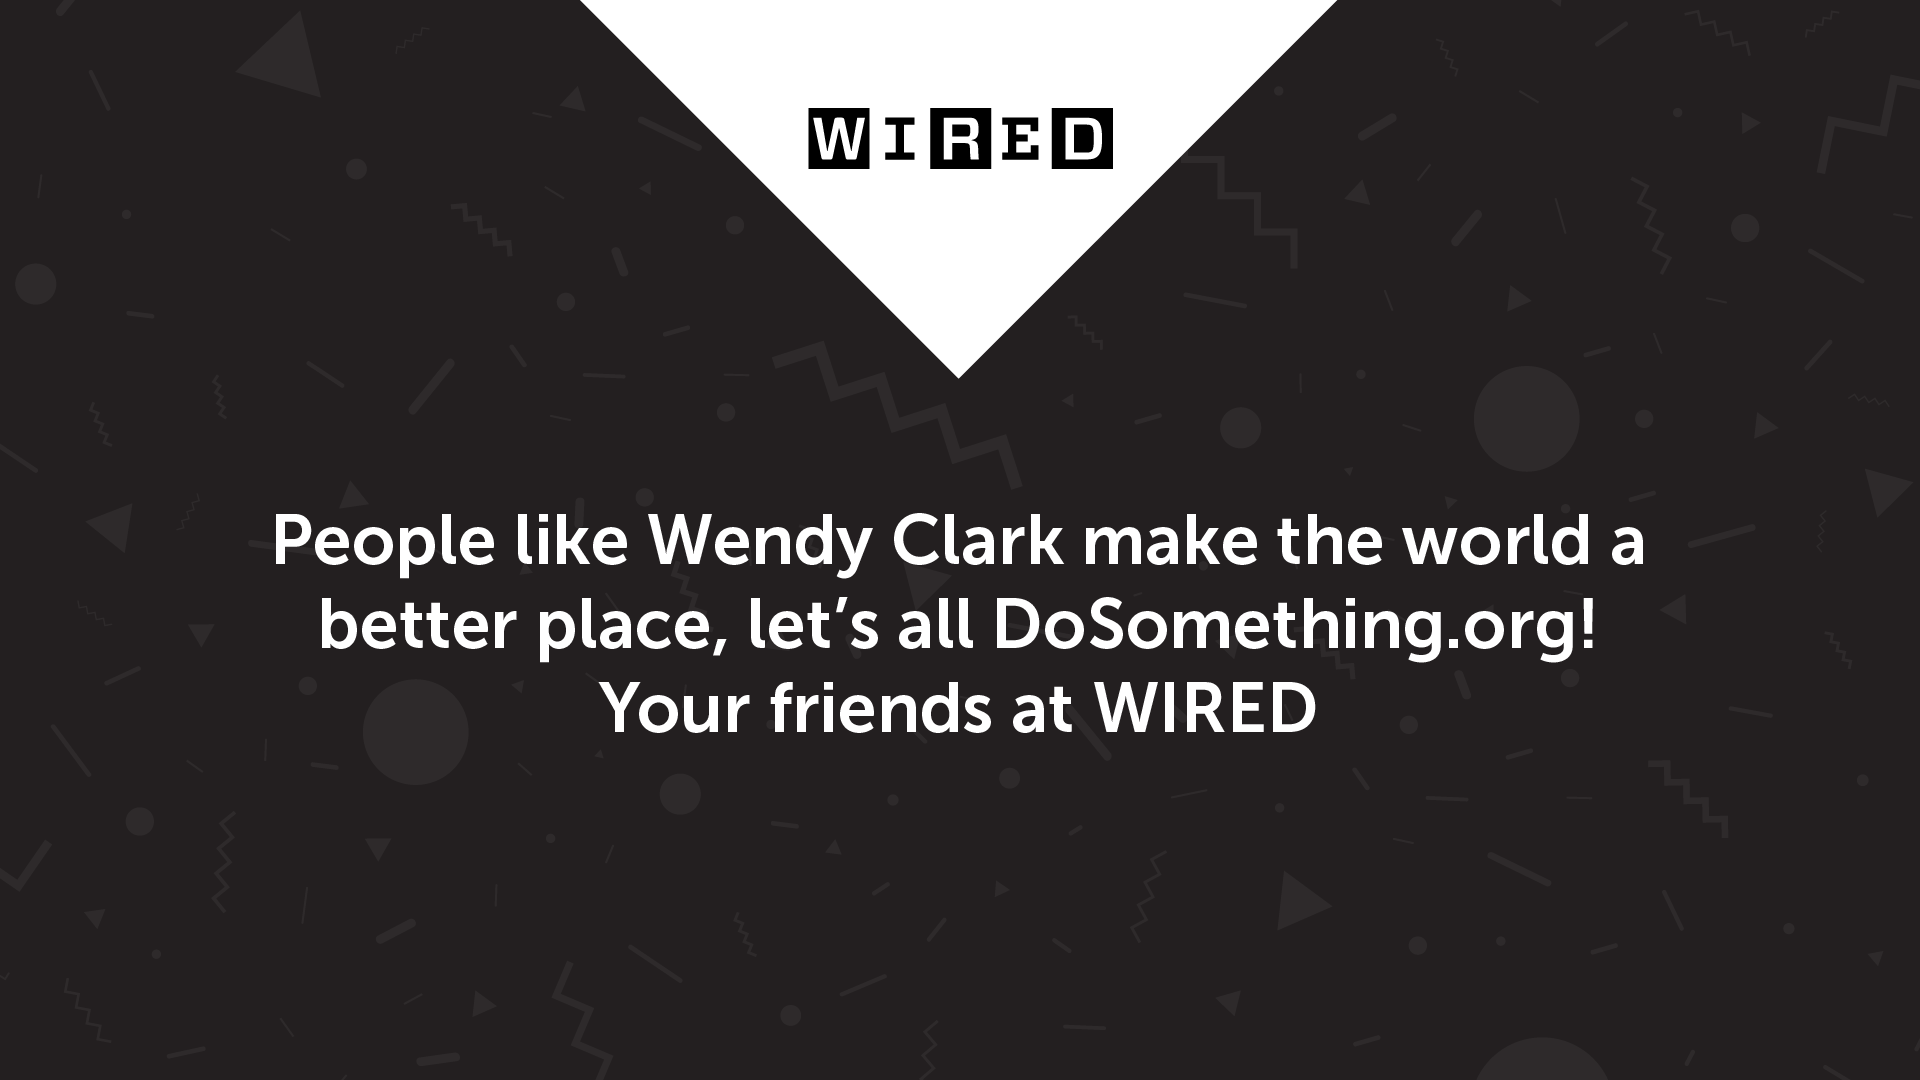 WIRED
People like Wendy Clark make the world a
better place, let’s all DoSomething.org!
Your friends at WIRED